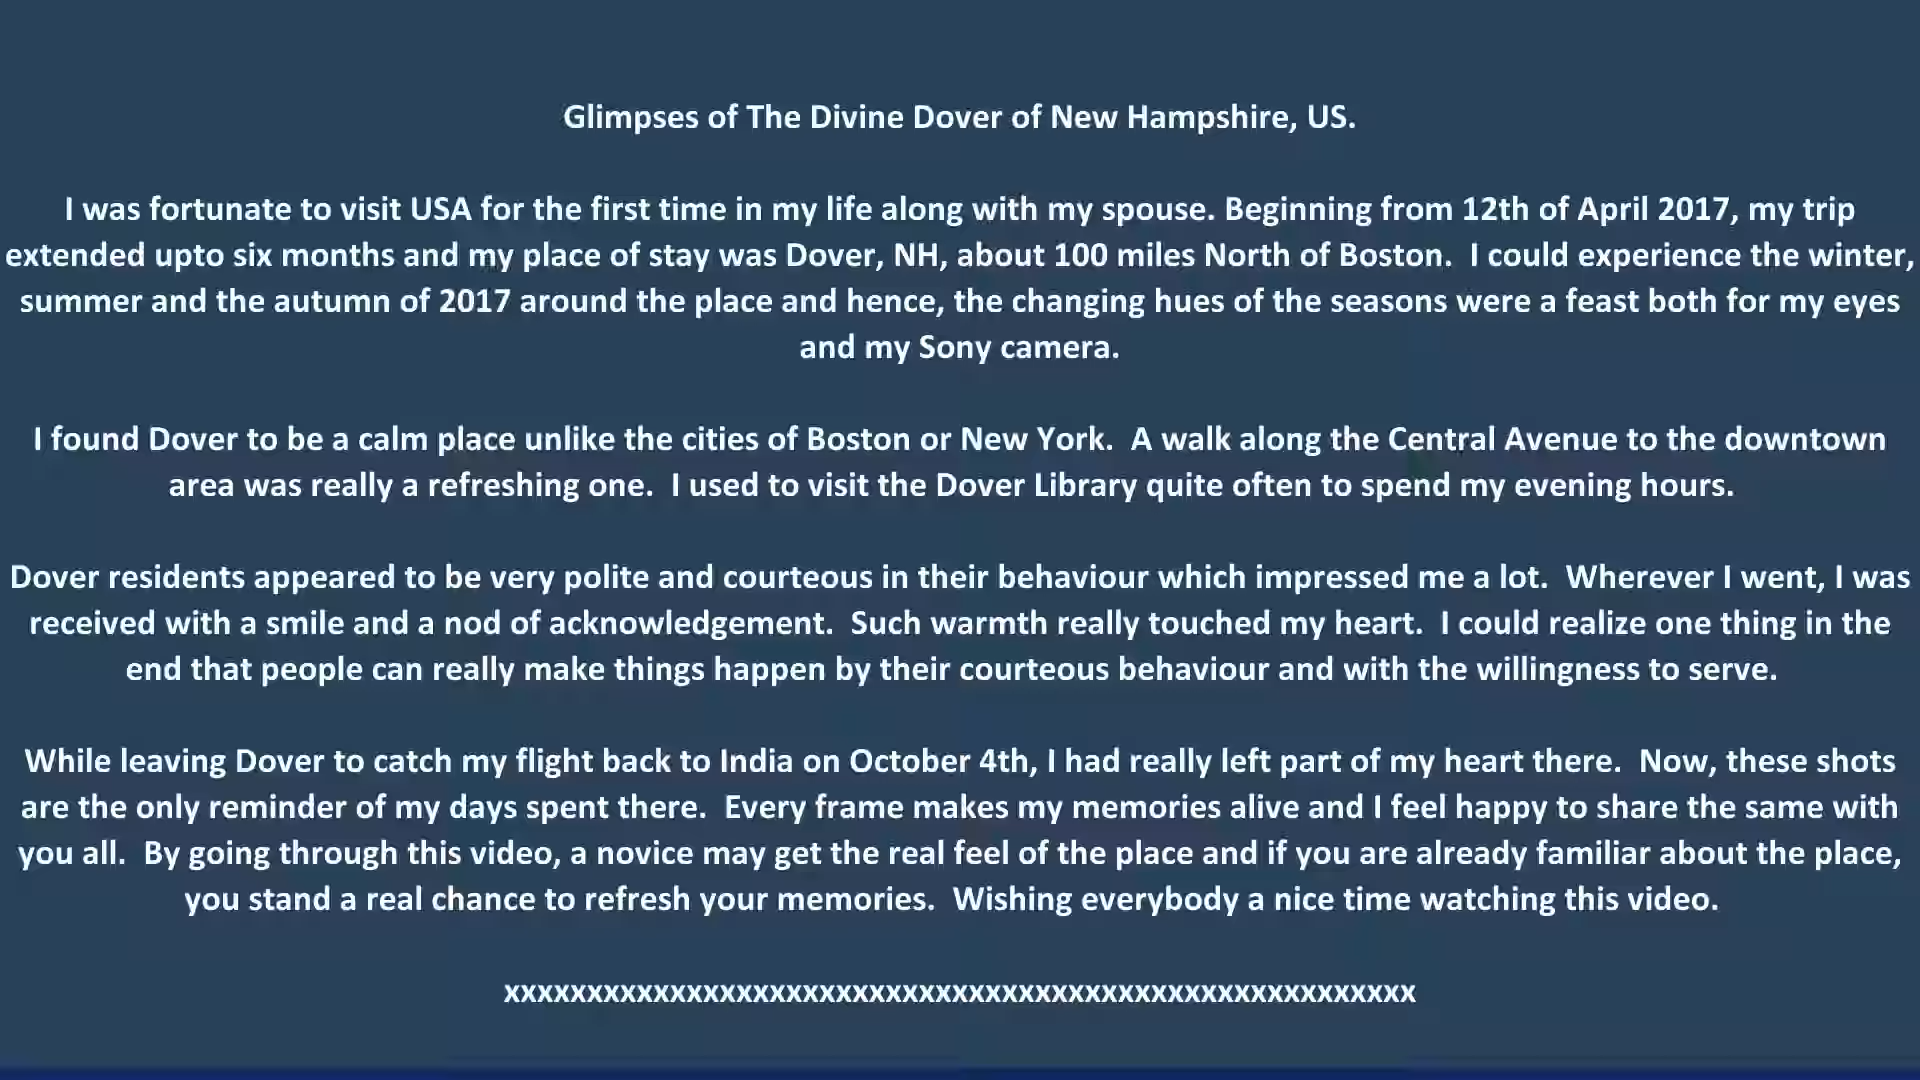 Glimpses of The Divine Dover of New Hampshire, US.
I was fortunate to visit USA for the first time in my life along with my spouse. Beginning from 12th of April 2017, my trip
extended upto six months and my place of stay was Dover, NH, about 100 miles North of Boston.  I could experience the winter,
summer and the autumn of 2017 around the place and hence, the changing hues of the seasons were a feast both for my eyes
and my Sony camera.
I found Dover to be a calm place unlike the cities of Boston or New York.  A walk along the Central Avenue to the downtown
area was really a refreshing one.  I used to visit the Dover Library quite often to spend my evening hours.
Dover residents appeared to be very polite and courteous in their behaviour which impressed me a lot.  Wherever I went, I was
received with a smile and a nod of acknowledgement.  Such warmth really touched my heart.  I could realize one thing in the
end that people can really make things happen by their courteous behaviour and with the willingness to serve.
While leaving Dover to catch my flight back to India on October 4th, I had really left part of my heart there.  Now, these shots
are the only reminder of my days spent there.  Every frame makes my memories alive and I feel happy to share the same with
you all.  By going through this video, a novice may get the real feel of the place and if you are already familiar about the place,
you stand a real chance to refresh your memories.  Wishing everybody a nice time watching this video.
xxxxxxxxxxxxxxxxxxxxxxxxxxxxxxxxxxxxxxxxxxxxxxxxxxxxxxx